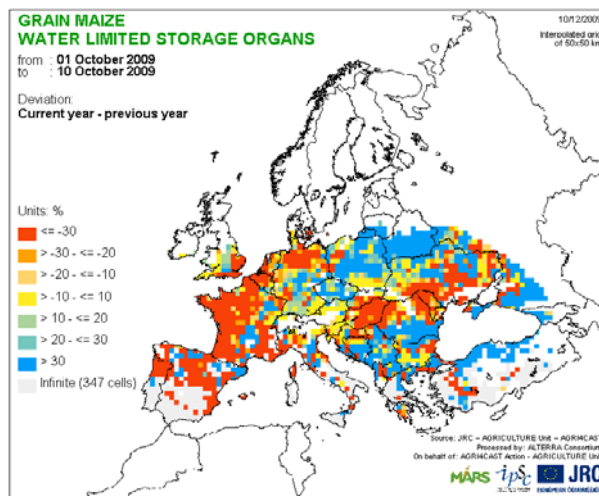 GRAIN MAIZE
WATER LIMITED STORAGE ORGANS
10/12/2009
Interpolated grid
of 50x50 km
from : 01 October 2009
to : 10 October 2009
Deviation:
Current year - previous year
Units: %
<= -30
> -30 - <= -20
> -20 - <= -10
> -10 - <= 10
> 10 - <= 20
> 20 - <= 30
> 30
Infinite (347 cells)
Source: JRC - AGRICULTURE Unit - AGRI4CAST
Processed by: ALTERRA Consortium
On behalf of: AGRI4CAST Action - AGRICULTURE Unit
MARS ipsc JRC
EUROPEAN COMMISSION